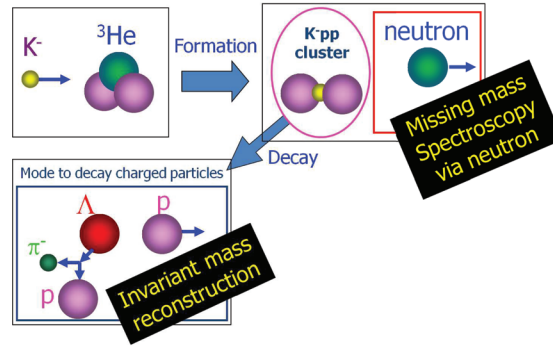 K-
³He
Formation
K-pp
cluster
neutron
Missing mass
Spectroscopy
via neutron
Decay
Mode to decay charged particles
Λ
p
π-
p
Invariant mass
reconstruction